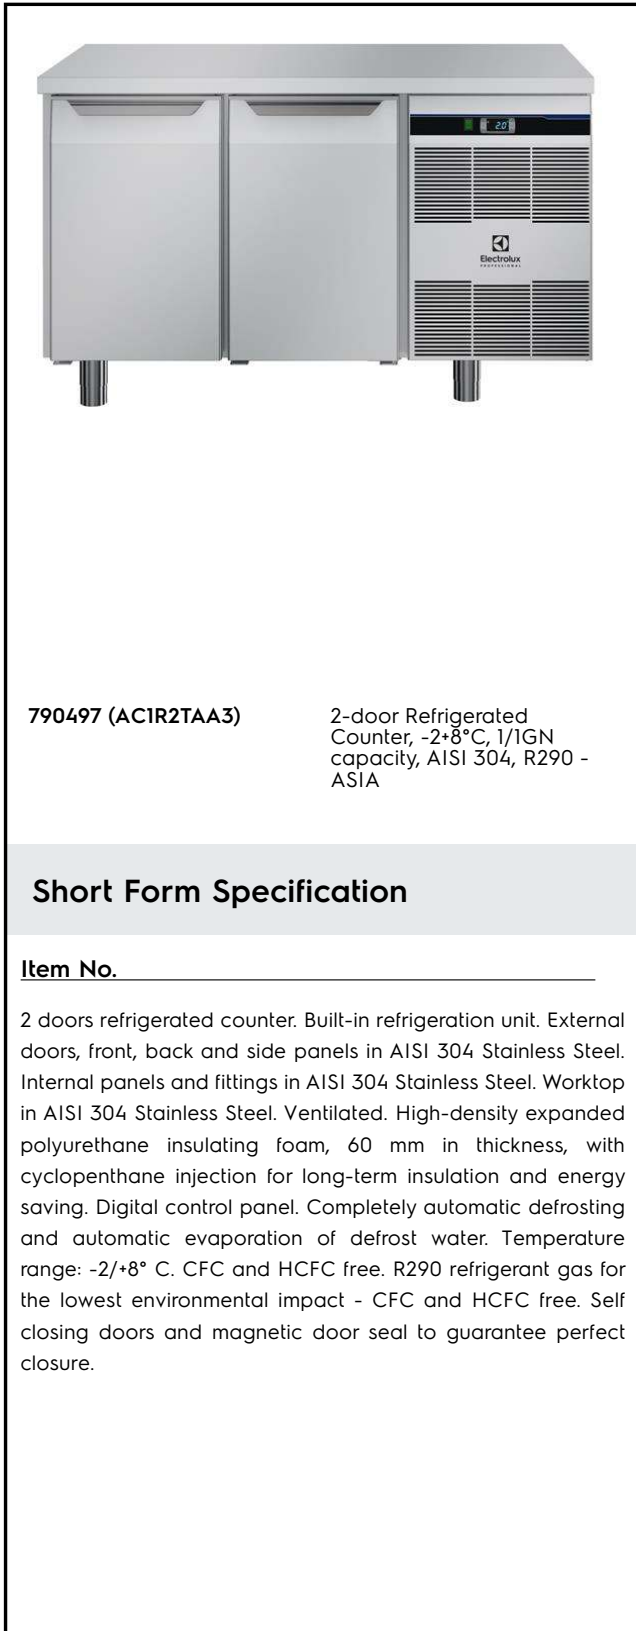 20
Electrolux
PROFESSIONAL
790497 (AC1R2TAA3)
2-door Refrigerated
Counter, -2+8°C, 1/1GN
capacity, AISI 304, R290 -
ASIA
Short Form Specification
Item No.
2 doors refrigerated counter. Built-in refrigeration unit. External
doors, front, back and side panels in AISI 304 Stainless Steel.
Internal panels and fittings in AISI 304 Stainless Steel. Worktop
in AISI 304 Stainless Steel. Ventilated. High-density expanded
polyurethane insulating foam, 60 mm in thickness, with
cyclopenthane injection for long-term insulation and energy
saving. Digital control panel. Completely automatic defrosting
and automatic evaporation of defrost water. Temperature
range: -2/+8° C. CFC and HCFC free. R290 refrigerant gas for
the lowest environmental impact - CFC and HCFC free. Self
closing doors and magnetic door seal to guarantee perfect
closure.